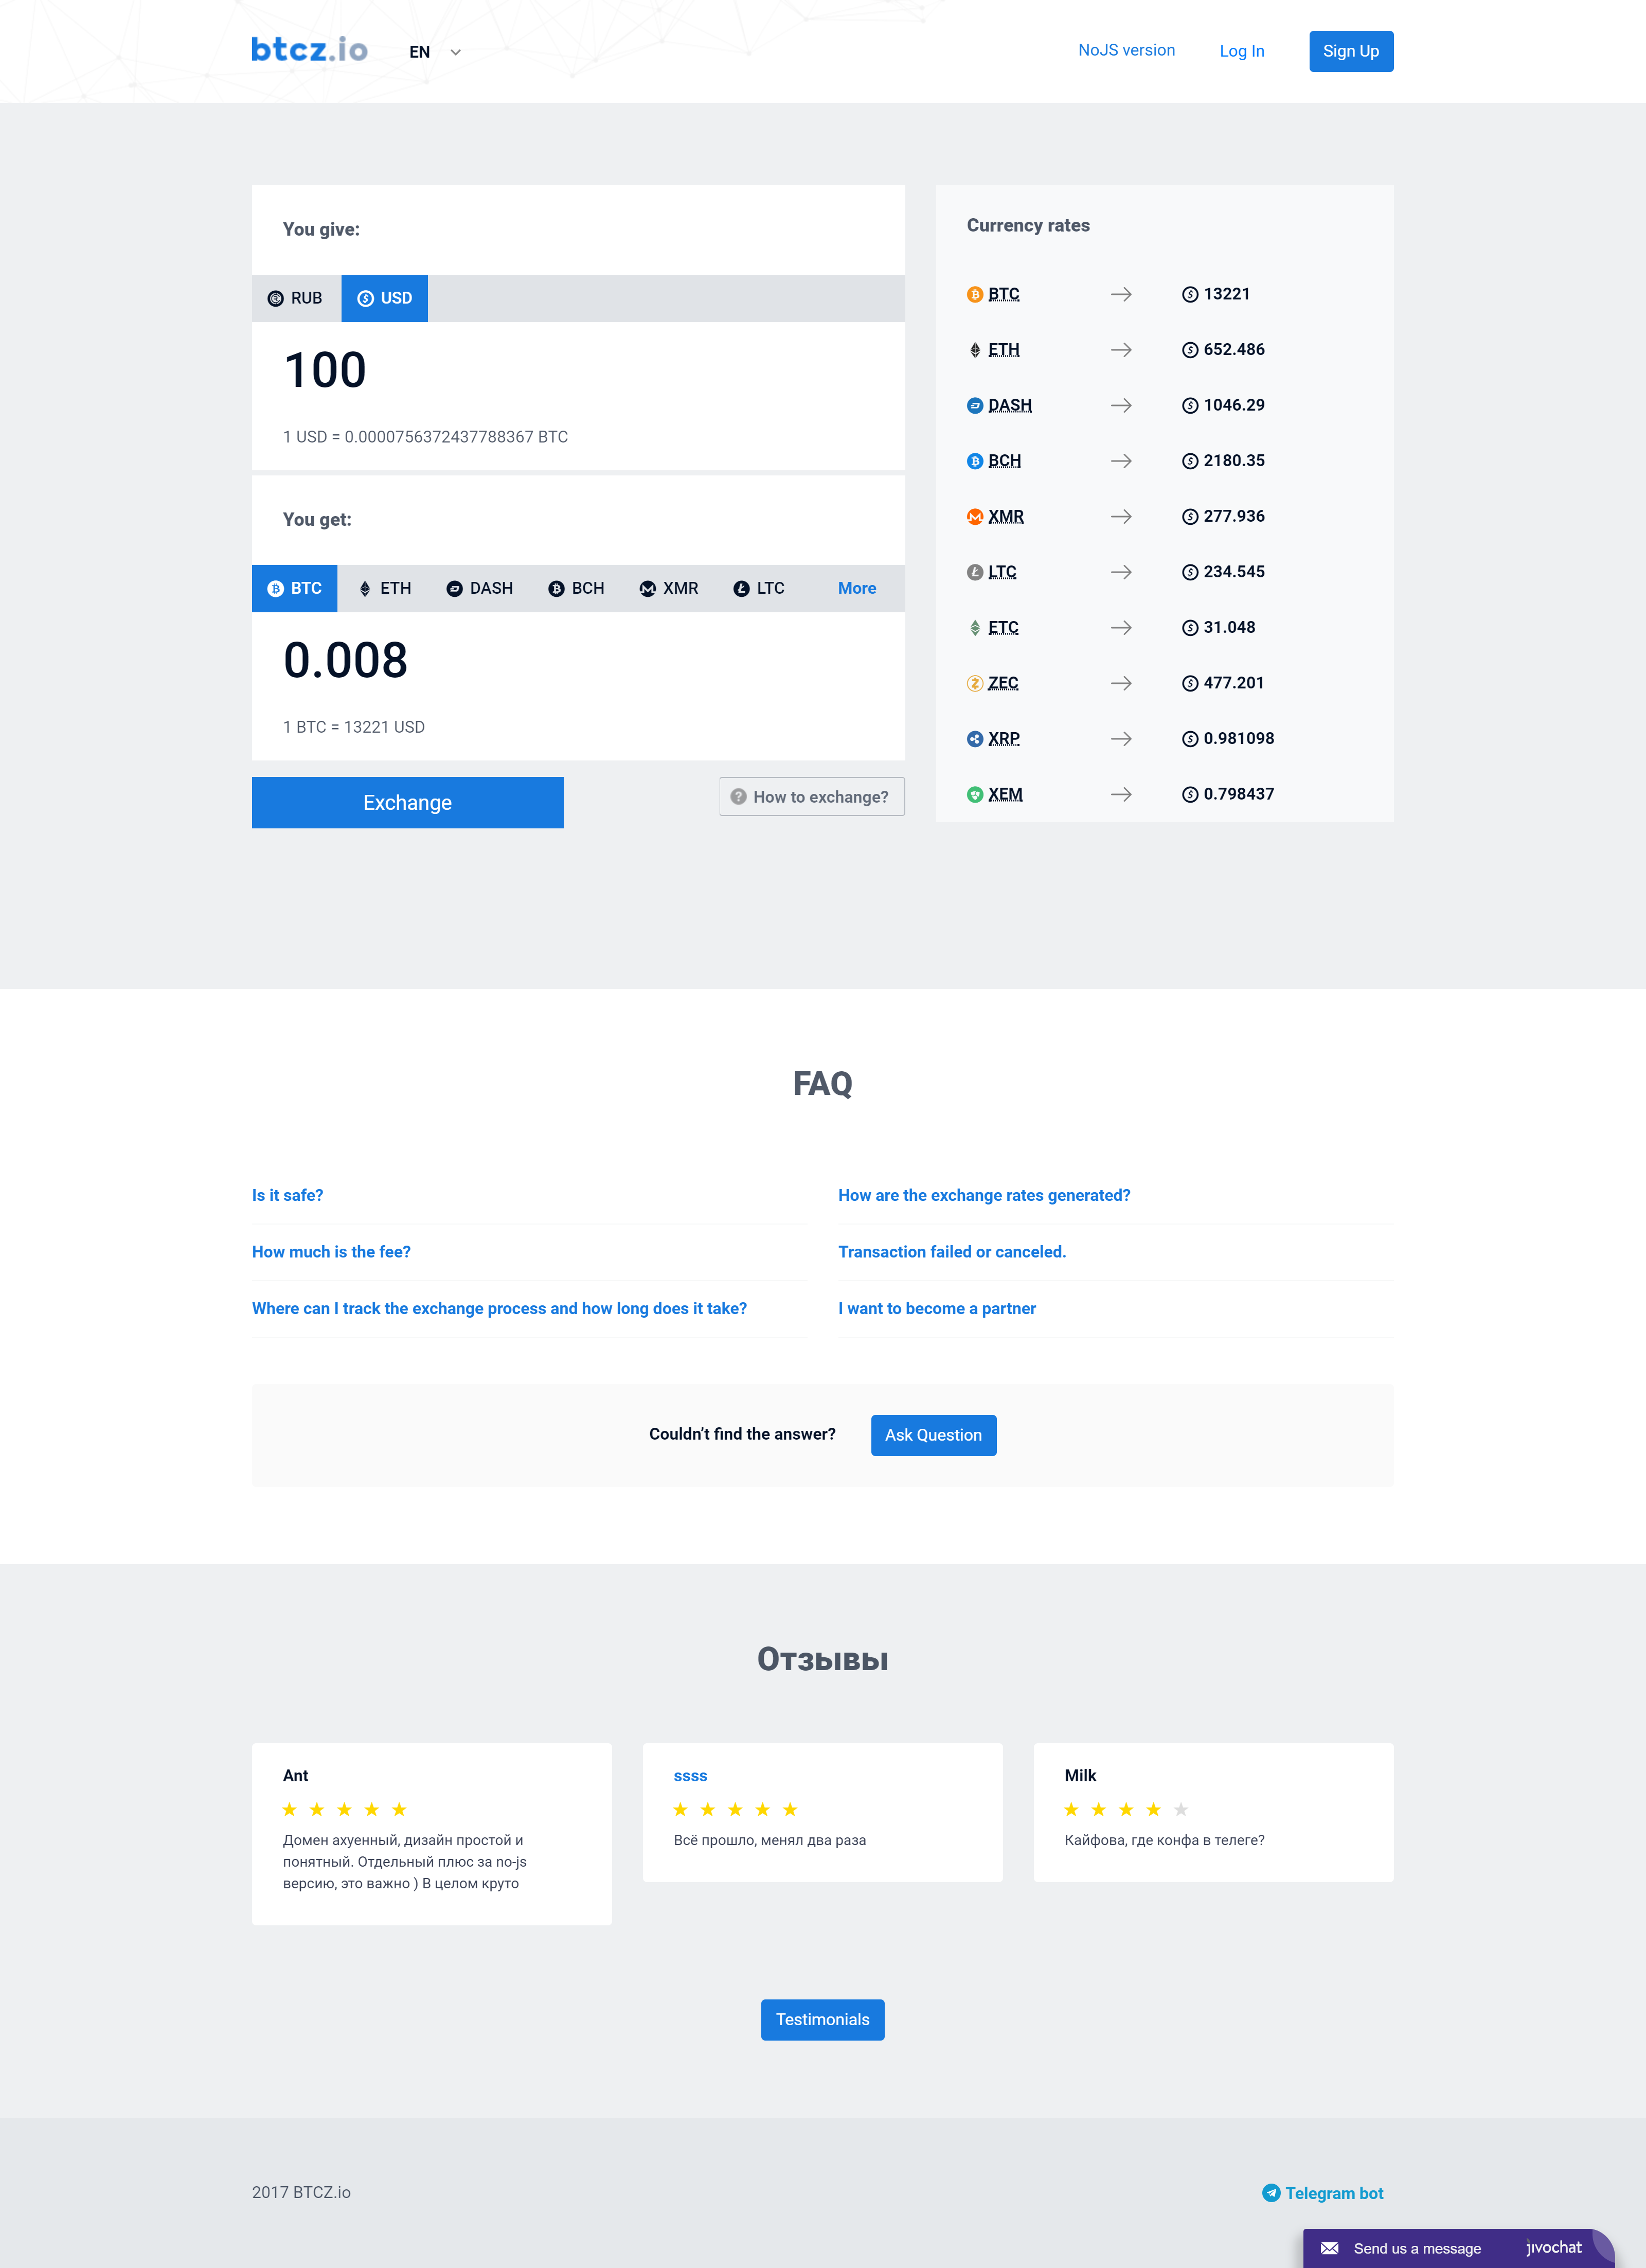 btcz.io
EN
NoJS version
Log In
Sign Up
You give:
RUB
USD
100
1 USD = 0.0000756372437788367 BTC
You get:
BTC
ETH
DASH
BCH
XMR
LTC
More
0.008
1 BTC = 13221 USD
Exchange
How to exchange?
Currency rates
BTC 13221
ETH 652.486
DASH 1046.29
BCH 2180.35
XMR 277.936
LTC 234.545
ETC 31.048
ZEC 477.201
XRP 0.981098
XEM 0.798437
FAQ
Is it safe?
How much is the fee?
Where can I track the exchange process and how long does it take?
How are the exchange rates generated?
Transaction failed or canceled.
I want to become a partner
Couldn’t find the answer?
Ask Question
Отзывы
Ant
Домен ахуенный, дизайн простой и
понятный. Отдельный плюс за no-js
версию, это важно ) В целом круто
ssss
Всё прошло, менял два раза
Milk
Кайфова, где конфа в телеге?
Testimonials
2017 BTCZ.io
Telegram bot
Send us a message
jivochat